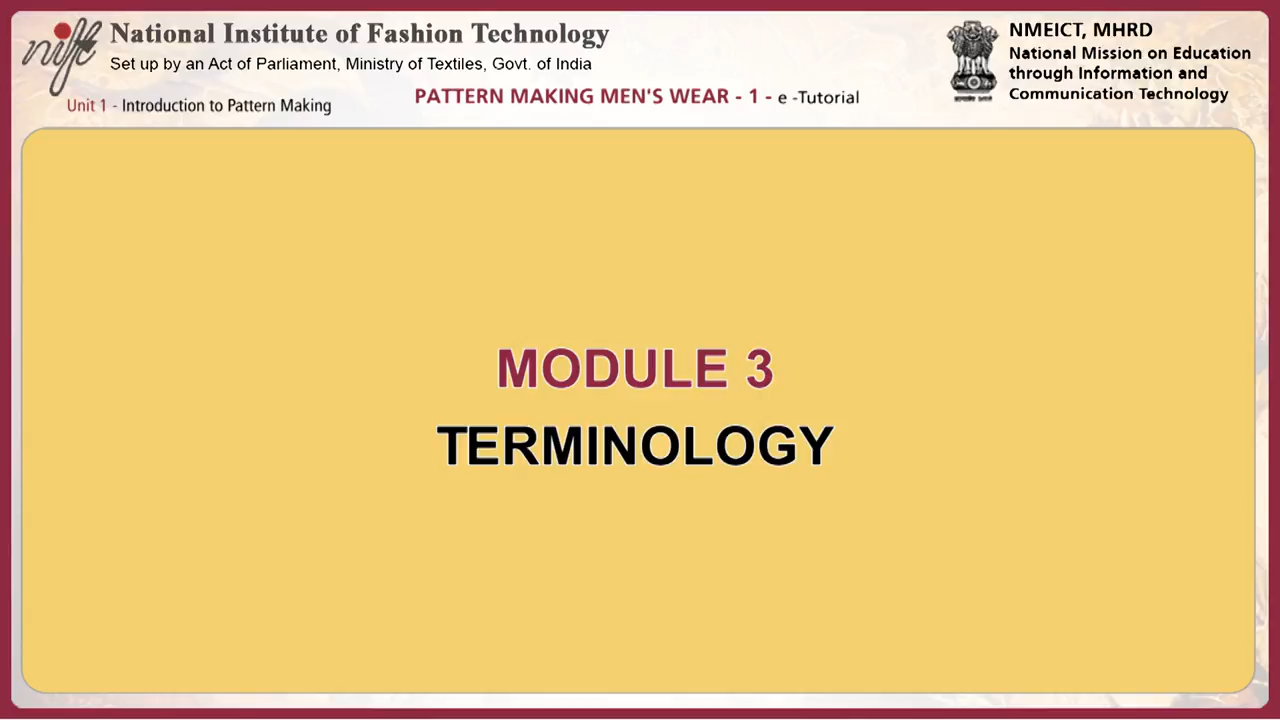 nift
National Institute of Fashion Technology
Set up by an Act of Parliament, Ministry of Textiles, Govt. of India
Unit 1 - Introduction to Pattern Making
PATTERN MAKING MEN'S WEAR - 1 - e -Tutorial
NMEICT, MHRD
National Mission on Education
through Information and
Communication Technology
MODULE 3
TERMINOLOGY